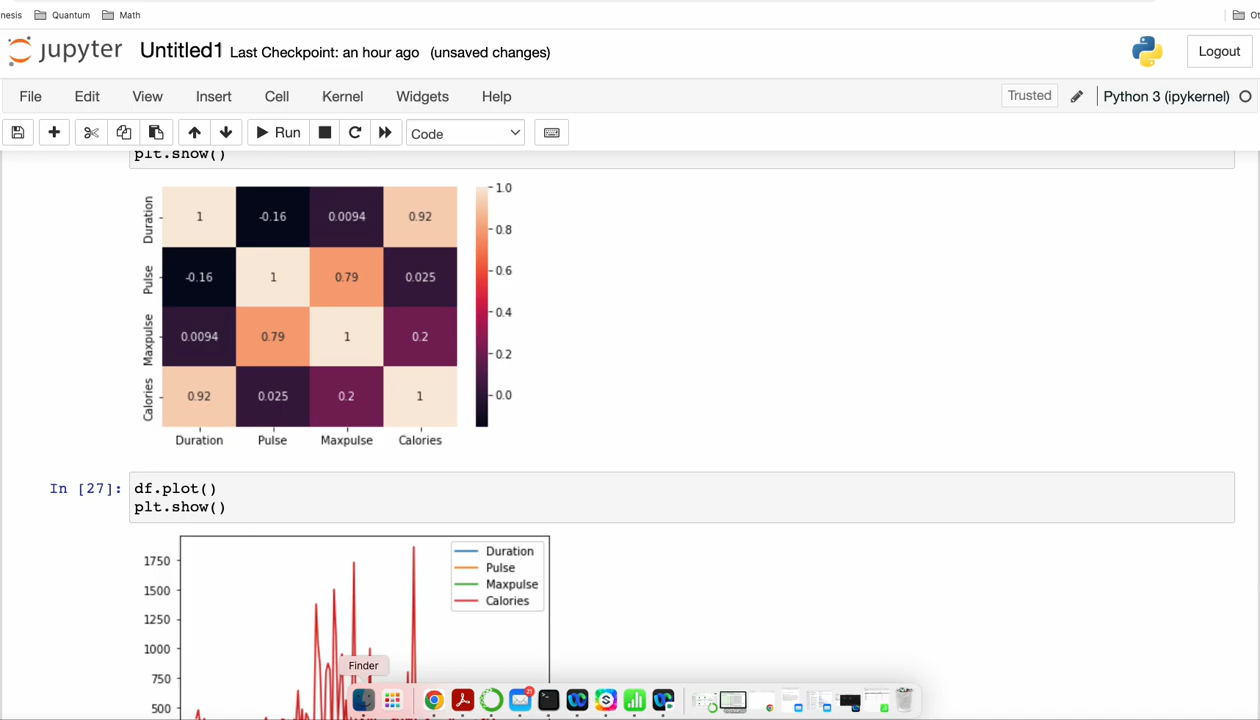 nesis Quantum Math Ot
jupyter Untitled1 Last Checkpoint: an hour ago (unsaved changes) Logout
File Edit View Insert Cell Kernel Widgets Help Trusted Python 3 (ipykernel)
Run Code
plt.show()
Duration 1 -0.16 0.0094 0.92 1.0
0.8
Pulse -0.16 1 0.79 0.025 0.6
0.4
Maxpulse 0.0094 0.79 1 0.2
0.2
Calories 0.92 0.025 0.2 1 0.0
Duration Pulse Maxpulse Calories
In [27]: df.plot()
plt.show()
1750 Duration
Pulse
1500 Maxpulse
Calories
1250
1000
Finder
750
21
500